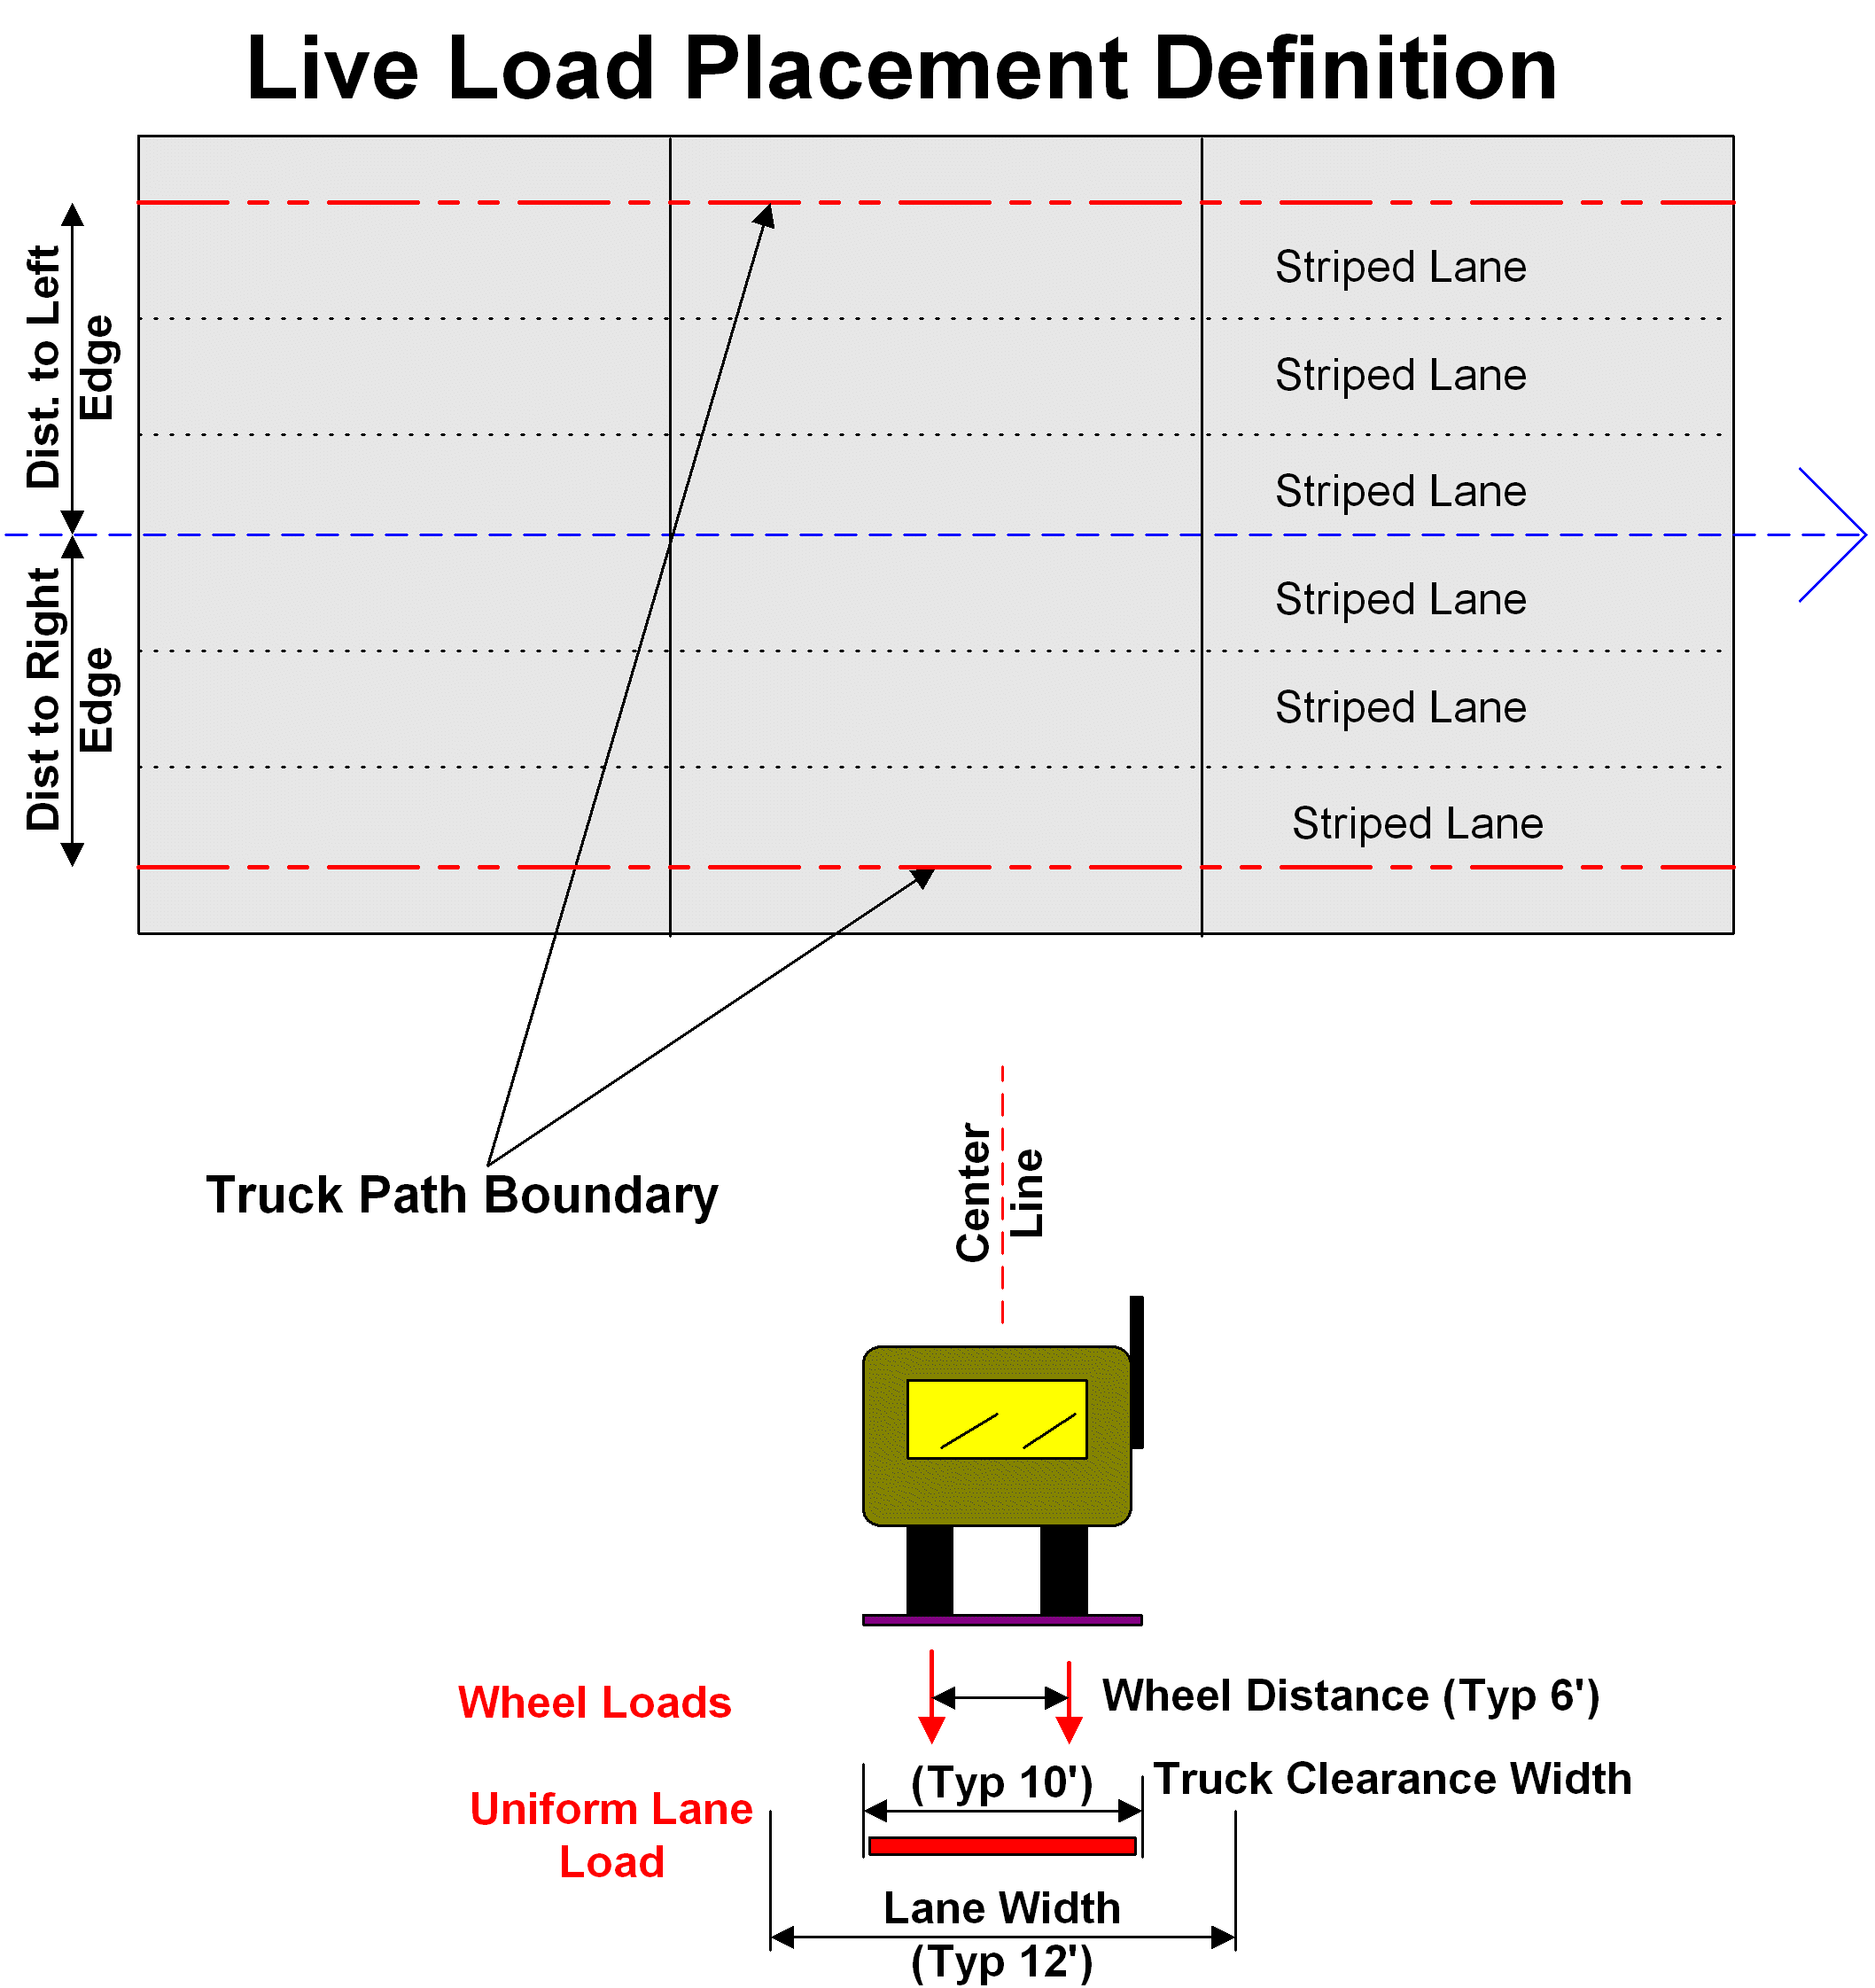 Live Load Placement Definition
Dist. to Left
Edge
Dist to Right
Edge
Striped Lane
Striped Lane
Striped Lane
Striped Lane
Striped Lane
Striped Lane
Truck Path Boundary
Center
Line
Wheel Loads
Wheel Distance (Typ 6')
(Typ 10')
Truck Clearance Width
Uniform Lane
Load
Lane Width
(Typ 12')